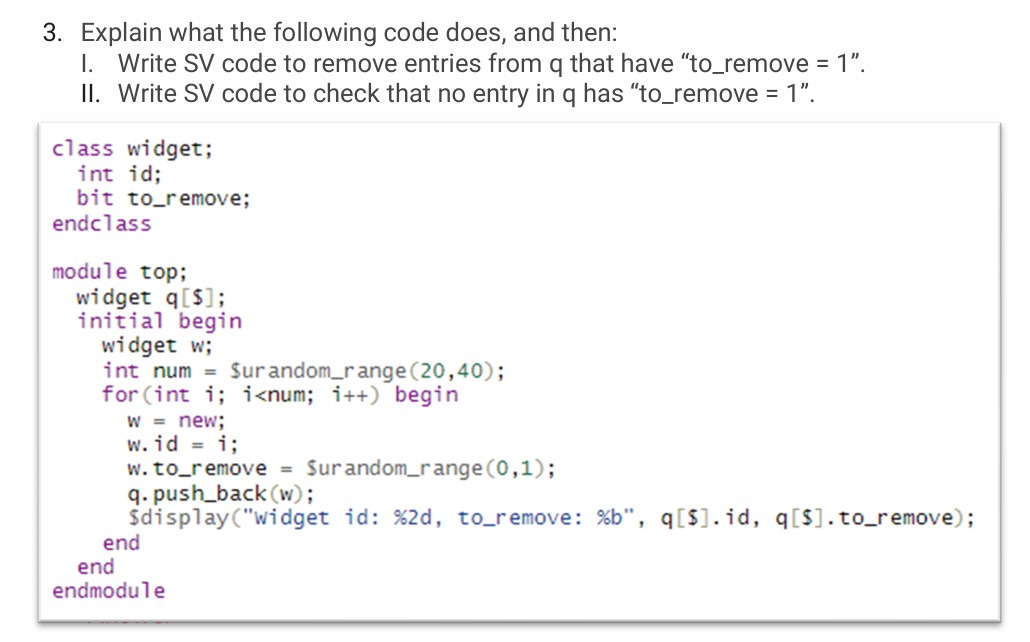 3. Explain what the following code does, and then:
I. Write SV code to remove entries from q that have “to_remove = 1”.
II. Write SV code to check that no entry in q has “to_remove = 1”.
class widget;
int id;
bit to_remove;
endclass
module top;
widget q[$];
initial begin
widget w;
int num = $urandom_range(20,40);
for(int i; i<num; i++) begin
w = new;
w.id = i;
w.to_remove = $urandom_range(0,1);
q.push_back(w);
$display("widget id: %2d, to_remove: %b", q[$].id, q[$].to_remove);
end
end
endmodule